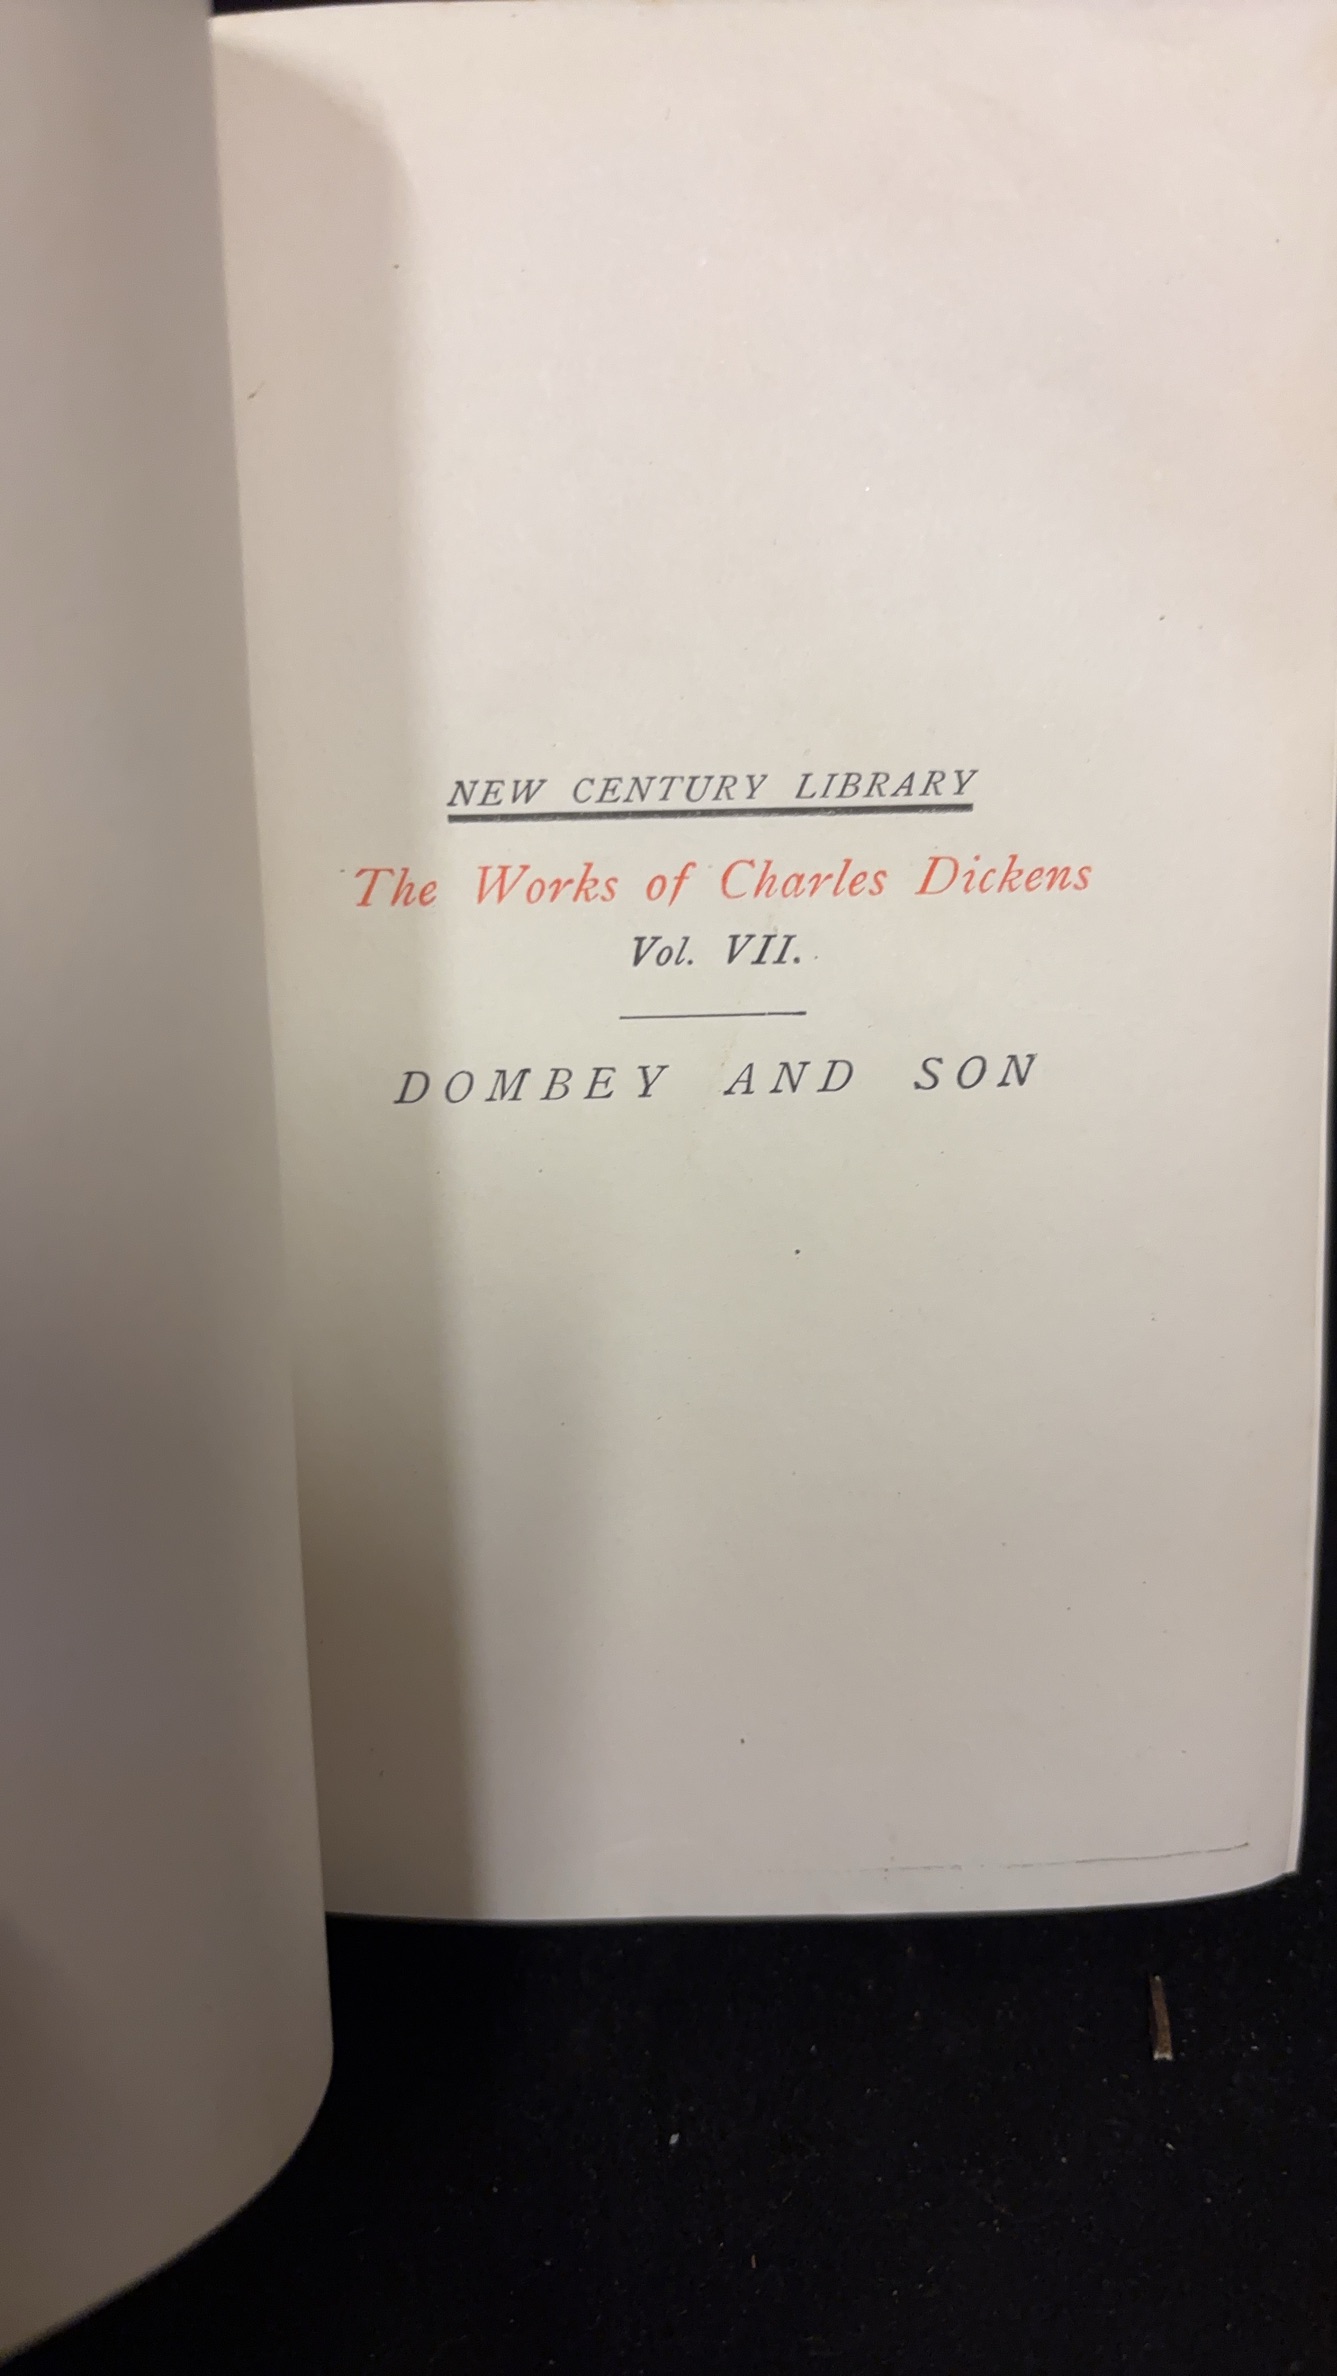 NEW CENTURY LIBRARY
The Works of Charles Dickens
Vol. VII.
DOMBEY AND SON